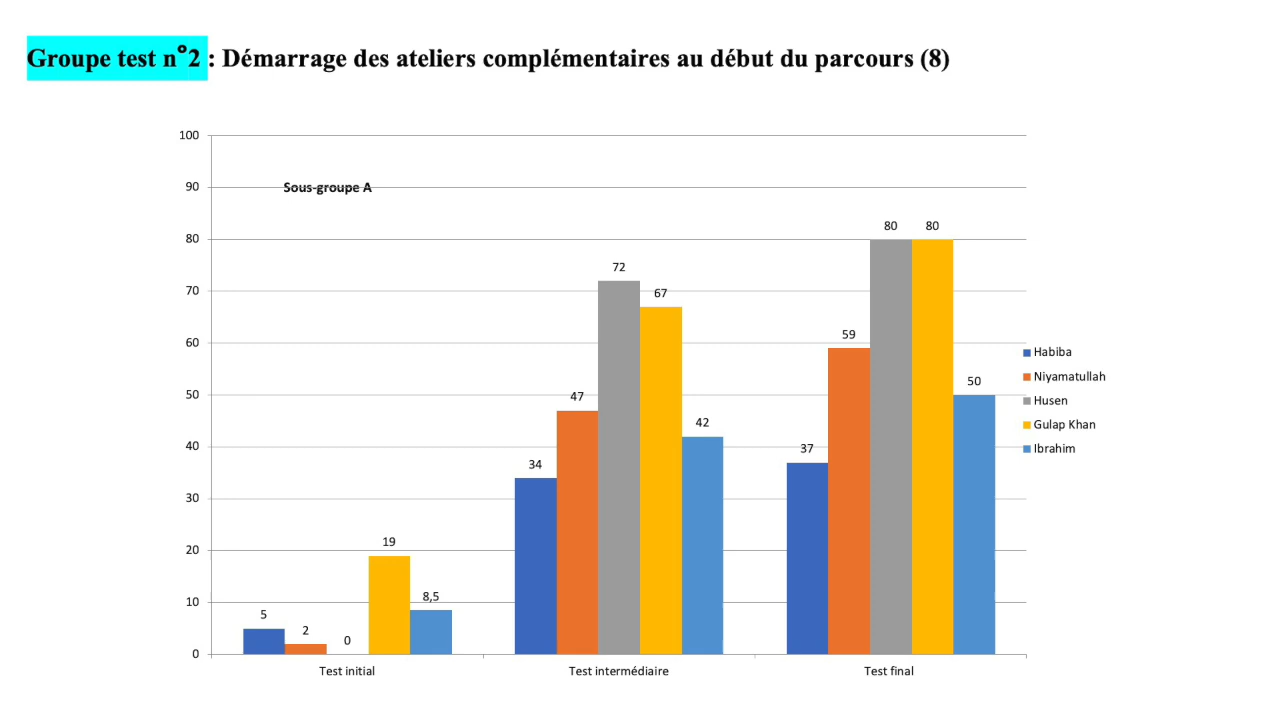 Groupe test n°2 : Démarrage des ateliers complémentaires au début du parcours (8)
100
90
80
70
60
50
40
30
20
10
0
Sous-groupe A
5
2
0
19
8,5
34
47
72
67
42
37
59
80
80
50
Test initial
Test intermédiaire
Test final
Habiba
Niyamatullah
Husen
Gulap Khan
Ibrahim